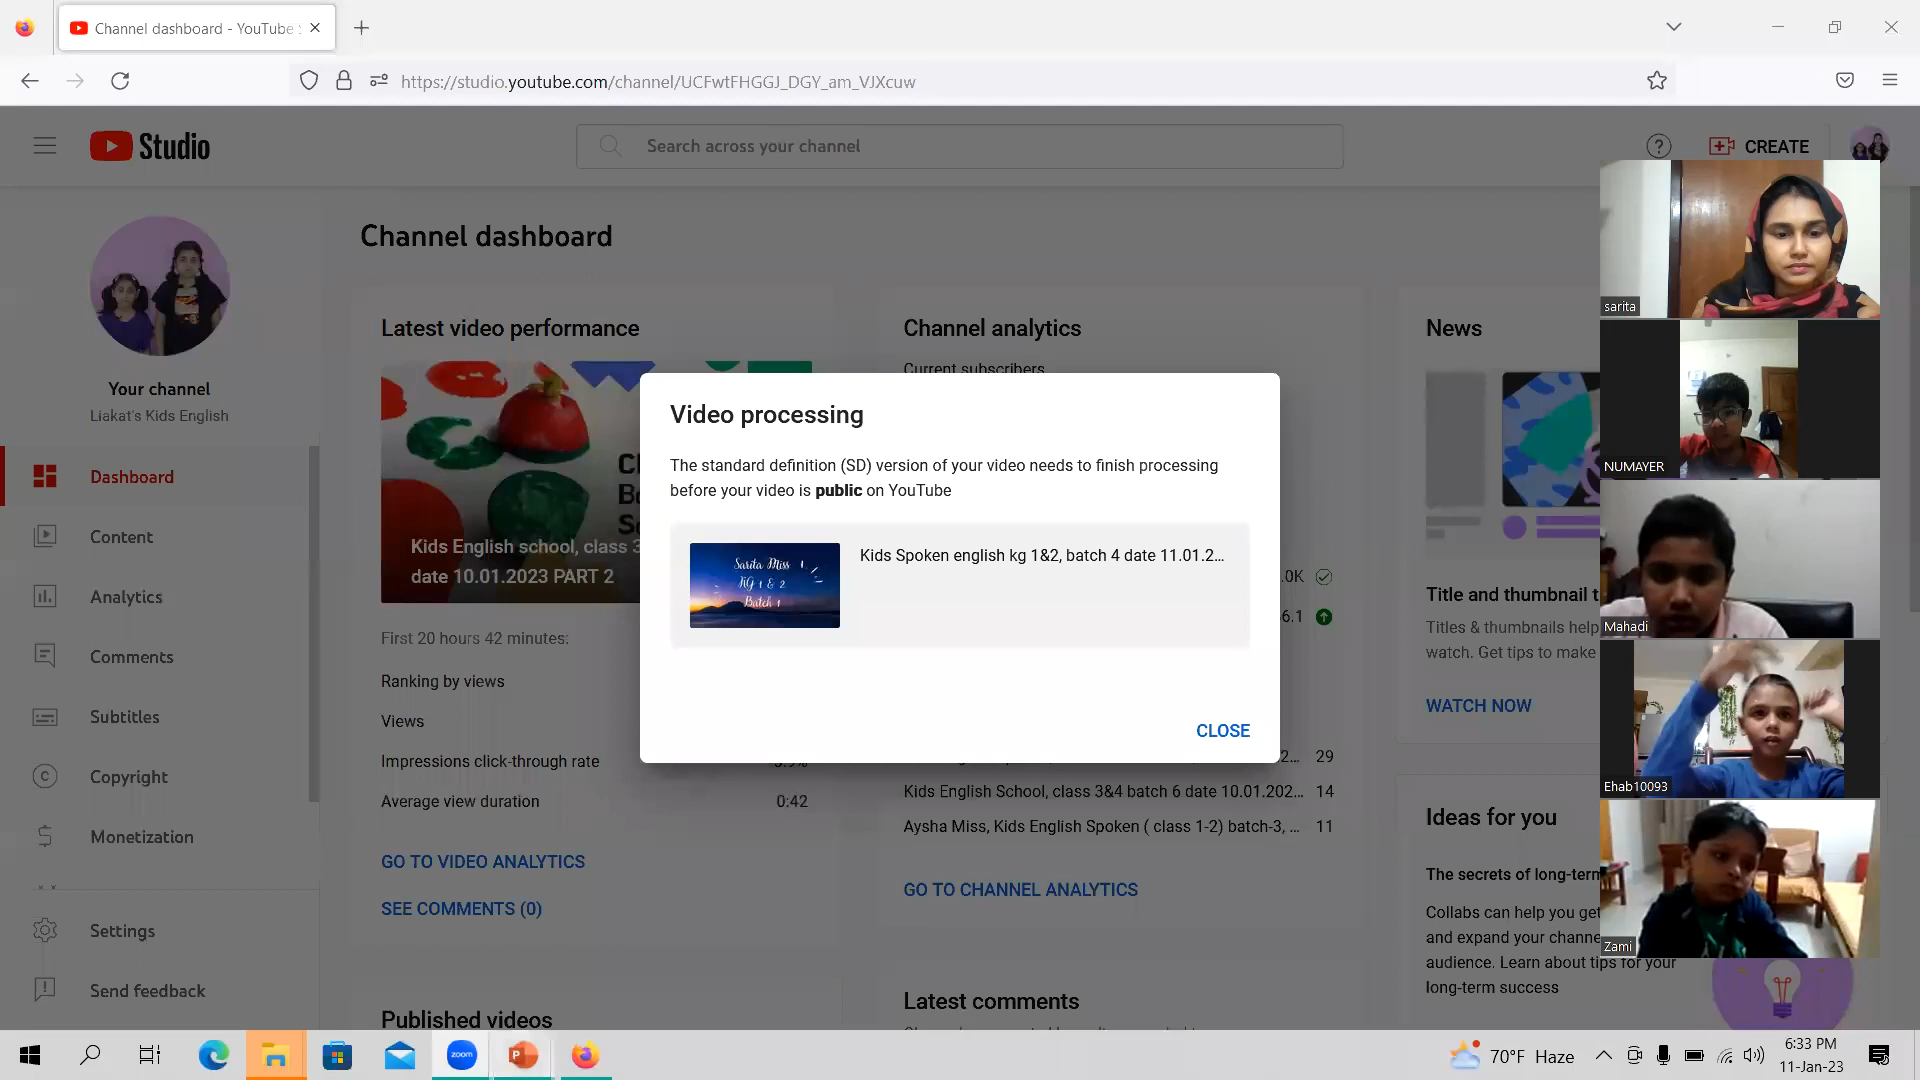 Channel dashboard - YouTube
https://studio.youtube.com/channel/UCFwtFHGGJ_DGY_am_VJXcuw
Studio
Search across your channel
CREATE
Your channel
Liakat's Kids English
Dashboard
Content
Analytics
Comments
Subtitles
Copyright
Monetization
Settings
Send feedback
Channel dashboard
Latest video performance
Kids English school, class 3
date 10.01.2023 PART 2
First 20 hours 42 minutes:
Ranking by views
Views
Impressions click-through rate
Average view duration 0:42
GO TO VIDEO ANALYTICS
SEE COMMENTS (0)
Published videos
Channel analytics
Current subscribers
Video processing
The standard definition (SD) version of your video needs to finish processing
before your video is public on YouTube
Sarita Miss
KG 1 & 2
Batch 1
Kids Spoken english kg 1&2, batch 4 date 11.01.2...
CLOSE
29
Kids English School, class 3&4 batch 6 date 10.01.202... 14
Aysha Miss, Kids English Spoken ( class 1-2) batch-3, ... 11
GO TO CHANNEL ANALYTICS
Latest comments
News
Title and thumbnail t
Titles & thumbnails help
watch. Get tips to make
WATCH NOW
Ideas for you
The secrets of long-term
Collabs can help you get
and expand your channe
audience. Learn about tips for your
long-term success
sarita
NUMAYER
Mahadi
Ehab10093
Zami
zoom
70°F Haze
6:33 PM
11-Jan-23